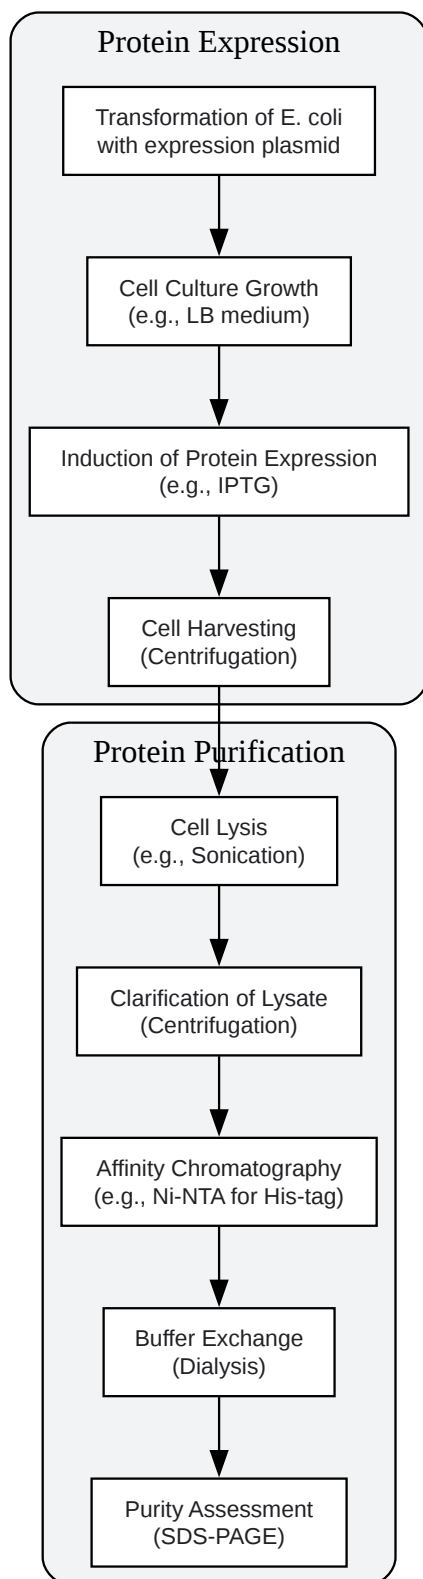 Protein Expression
Transformation of E. coli
with expression plasmid
Cell Culture Growth
(e.g., LB medium)
Induction of Protein Expression
(e.g., IPTG)
Cell Harvesting
(Centrifugation)
Protein Purification
Cell Lysis
(e.g., Sonication)
Clarification of Lysate
(Centrifugation)
Affinity Chromatography
(e.g., Ni-NTA for His-tag)
Buffer Exchange
(Dialysis)
Purity Assessment
(SDS-PAGE)